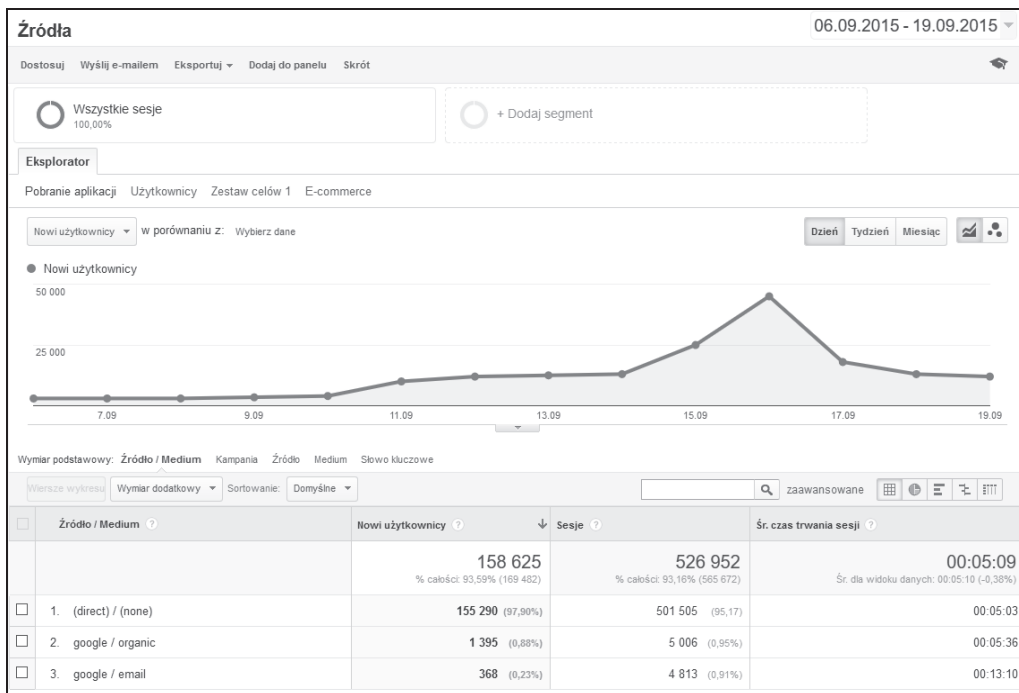 Źródła
06.09.2015 - 19.09.2015
Dostosuj Wyślij e-mailem Eksportuj Dodaj do panelu Skrót
Wszystkie sesje
100,00%
+ Dodaj segment
Eksplorator
Pobranie aplikacji Użytkownicy Zestaw celów 1 E-commerce
Nowi użytkownicy w porównaniu z: Wybierz dane
Dzień Tydzień Miesiąc
Nowi użytkownicy
50 000
25 000
7.09 9.09 11.09 13.09 15.09 17.09 19.09
Wymiar podstawowy: Źródło / Medium Kampania Źródło Medium Słowo kluczowe
Wiersze wykresu Wymiar dodatkowy Sortowanie: Domyślne zaawansowane
Źródło / Medium ? Nowi użytkownicy ? Sesje ? Śr. czas trwania sesji ?
158 625 526 952 00:05:09
% całości: 93,59% (169 482) % całości: 93,16% (565 672) Śr. dla widoku danych: 00:05:10 (-0,38%)
1. (direct) / (none) 155 290 (97,90%) 501 505 (95,17) 00:05:03
2. google / organic 1 395 (0,88%) 5 006 (0,95%) 00:05:36
3. google / email 368 (0,23%) 4 813 (0,91%) 00:13:10